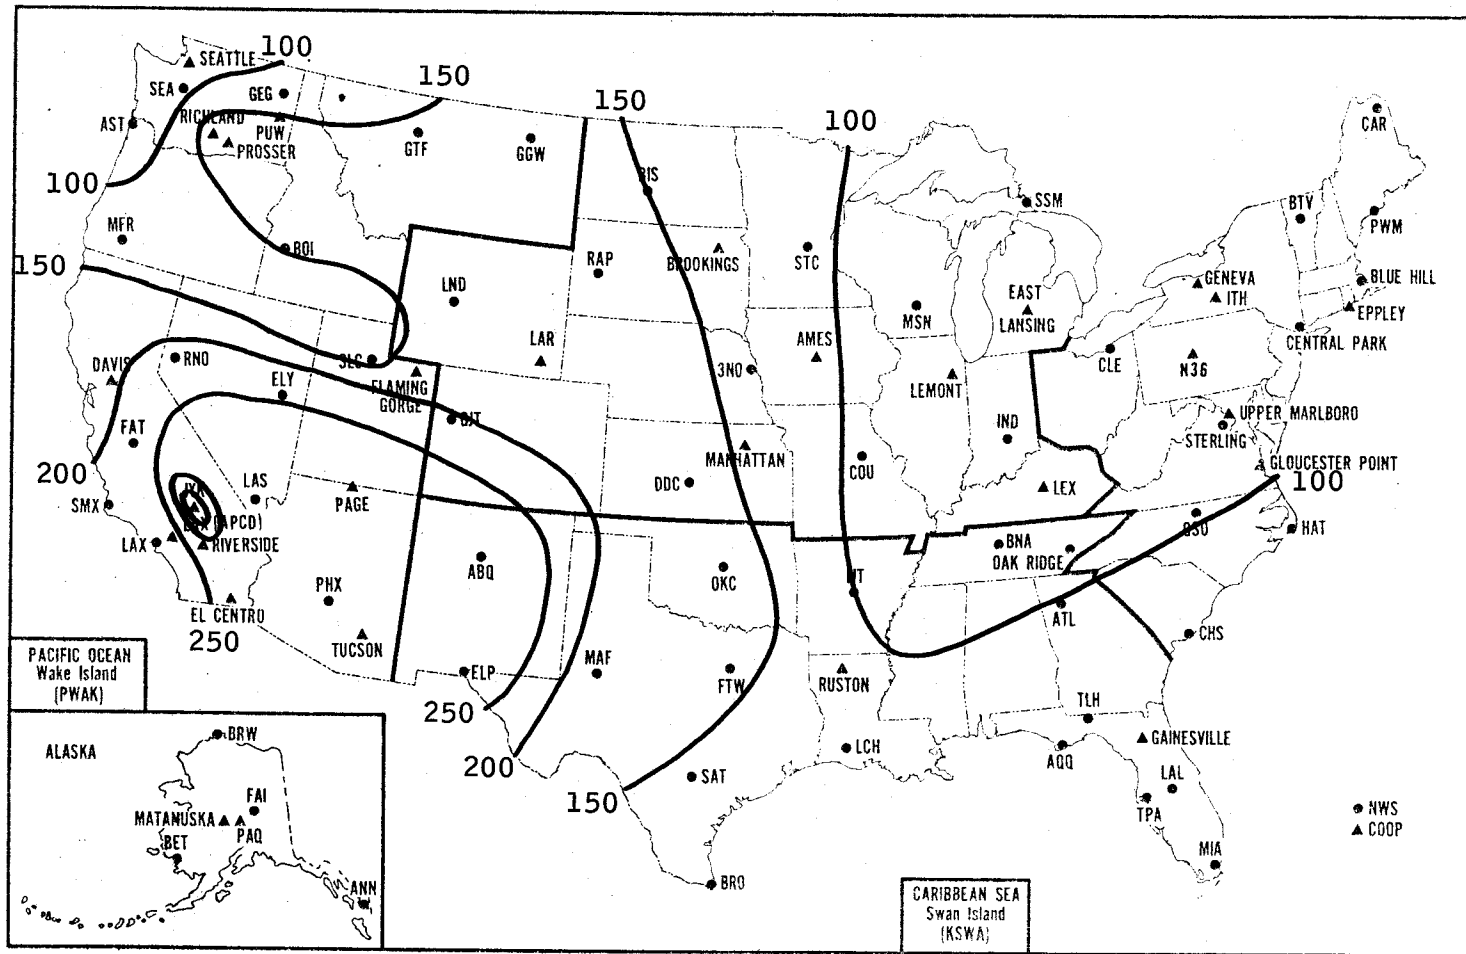 100
SEATTLE
150
SEA
GEG
150
100
CAR
AST
RICHLAND
PUW
PROSSER
GTF
GGW
BIS
100
SSM
BTV
PWM
MFR
BOI
BROOKINGS
STC
RAP
150
LND
GENEVA
BLUE HILL
ITH
EAST
LANSING
EPPLEY
MSN
LAR
AMES
CENTRAL PARK
DAVIS
RNO
SLC
CLE
N36
ELY
FLAMING
GORGE
3NO
LEMONT
GJT
UPPER MARLBORO
FAT
IND
STERLING
MANHATTAN
COU
GLOUCESTER POINT
200
LAS
DDC
LEX
100
SMX
PAGE
(APCD)
GSO
HAT
LAX
RIVERSIDE
BNA
OAK RIDGE
ABQ
OKC
LIT
PHX
EL CENTRO
ATL
CHS
250
TUCSON
PACIFIC OCEAN
Wake Island
(PWAK)
MAF
ELP
FTW
RUSTON
250
TLH
GAINESVILLE
BRW
ALASKA
LCH
AQQ
200
SAT
LAL
150
FAI
TPA
NWS
MATANUSKA
PAQ
COOP
BET
MIA
ANN
BRO
CARIBBEAN SEA
Swan Island
(KSWA)